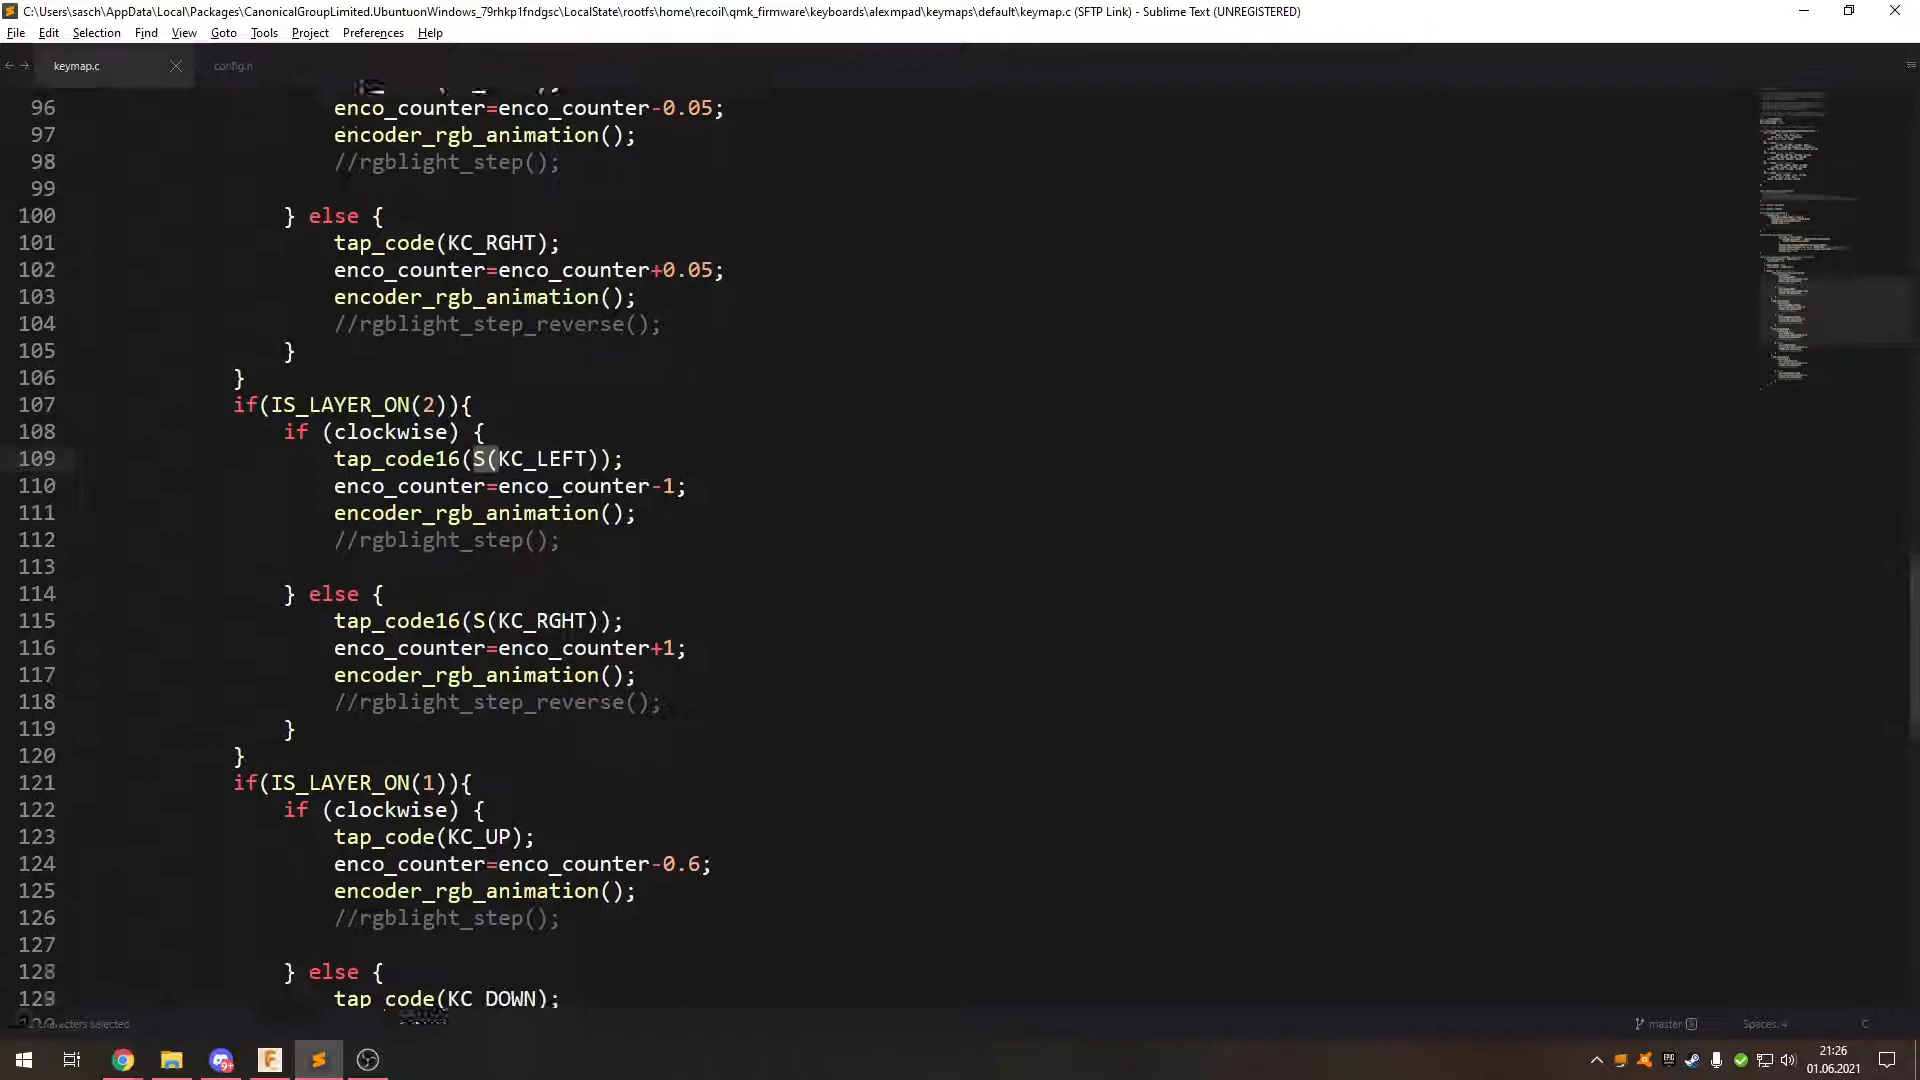 C:\Users\sasch\AppData\Local\Packages\CanonicalGroupLimited.UbuntuonWindows_79rhkp1fndgsc\LocalState\rootfs\home\recoil\qmk_firmware\keyboards\alexmpad\keymaps\default\keymap.c (SFTP Link) - Sublime Text (UNREGISTERED)
File Edit Selection Find View Goto Tools Project Preferences Help
keymap.c config.h
96 enco_counter=enco_counter-0.05;
97 encoder_rgb_animation();
98 //rgblight_step();
99
100 } else {
101 tap_code(KC_RGHT);
102 enco_counter=enco_counter+0.05;
103 encoder_rgb_animation();
104 //rgblight_step_reverse();
105 }
106 }
107 if(IS_LAYER_ON(2)){
108 if (clockwise) {
109 tap_code16(S(KC_LEFT));
110 enco_counter=enco_counter-1;
111 encoder_rgb_animation();
112 //rgblight_step();
113
114 } else {
115 tap_code16(S(KC_RGHT));
116 enco_counter=enco_counter+1;
117 encoder_rgb_animation();
118 //rgblight_step_reverse();
119 }
120 }
121 if(IS_LAYER_ON(1)){
122 if (clockwise) {
123 tap_code(KC_UP);
124 enco_counter=enco_counter-0.6;
125 encoder_rgb_animation();
126 //rgblight_step();
127
128 } else {
129 tap_code(KC_DOWN);
2 characters selected master 5 Spaces: 4 C
9+ EPIC 21:26
01.06.2021